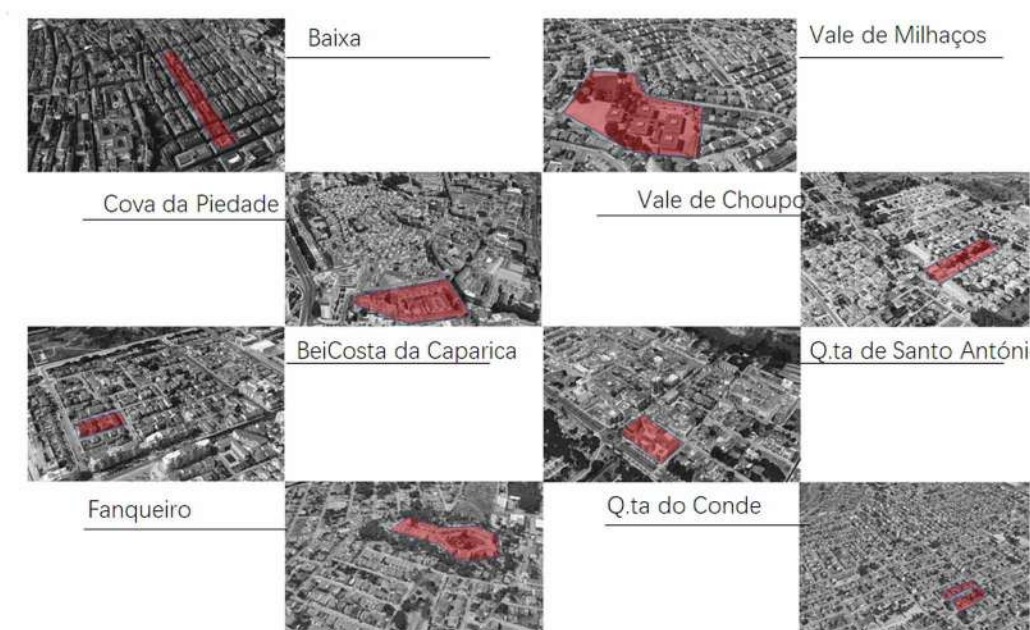 Baixa
Vale de Milhaços
Cova da Piedade
Vale de Choupo
BeiCosta da Caparica
Q.ta de Santo Antóni
Fanqueiro
Q.ta do Conde